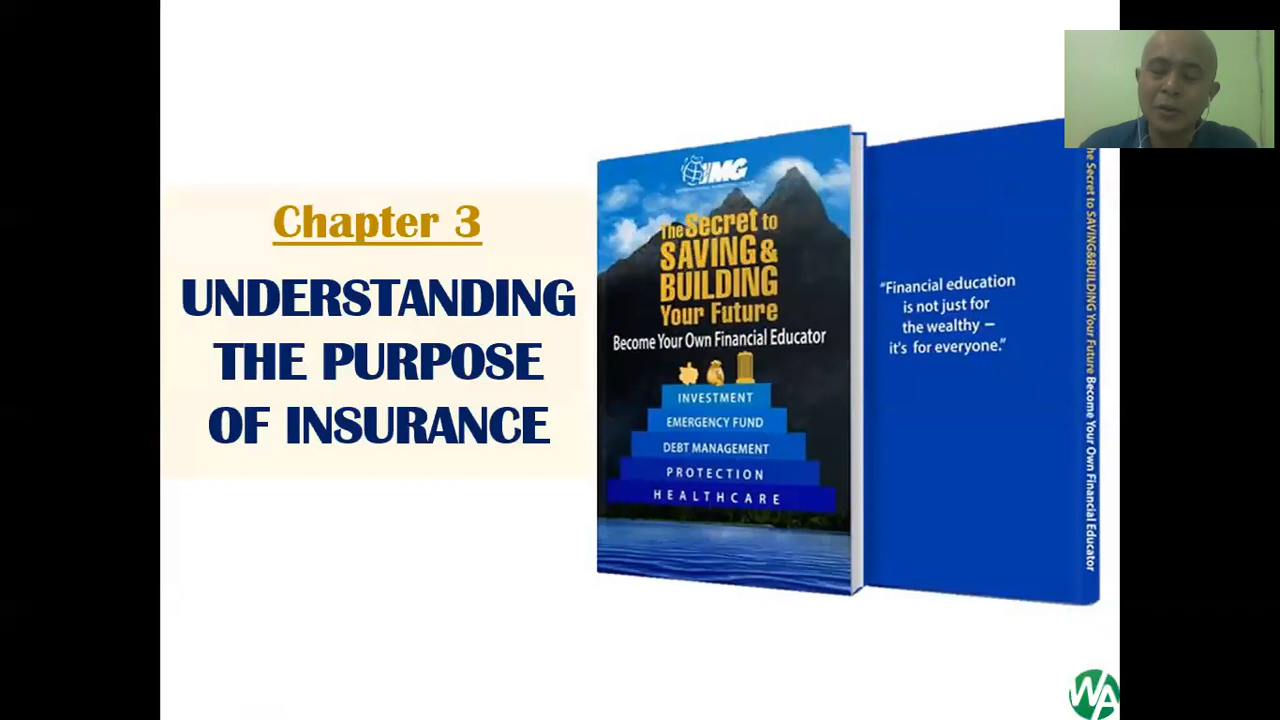 Chapter 3
UNDERSTANDING
THE PURPOSE
OF INSURANCE
IMG
The Secret to
SAVING &
BUILDING
Your Future
Become Your Own Financial Educator
INVESTMENT
EMERGENCY FUND
DEBT MANAGEMENT
PROTECTION
HEALTHCARE
“Financial education
is not just for
the wealthy –
it's for everyone.”
he Secret to SAVING&BUILDING Your Future Become Your Own Financial Educator
WA